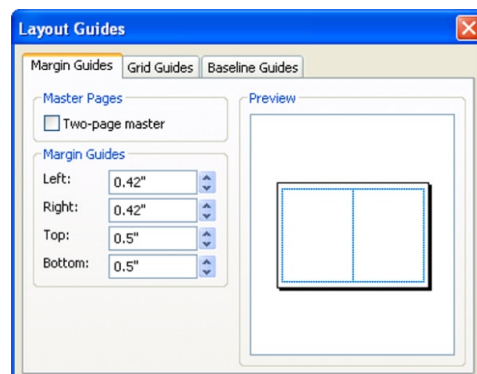 Layout Guides
Margin Guides Grid Guides Baseline Guides
Master Pages
Two-page master
Margin Guides
Left: 0.42"
Right: 0.42"
Top: 0.5"
Bottom: 0.5"
Preview